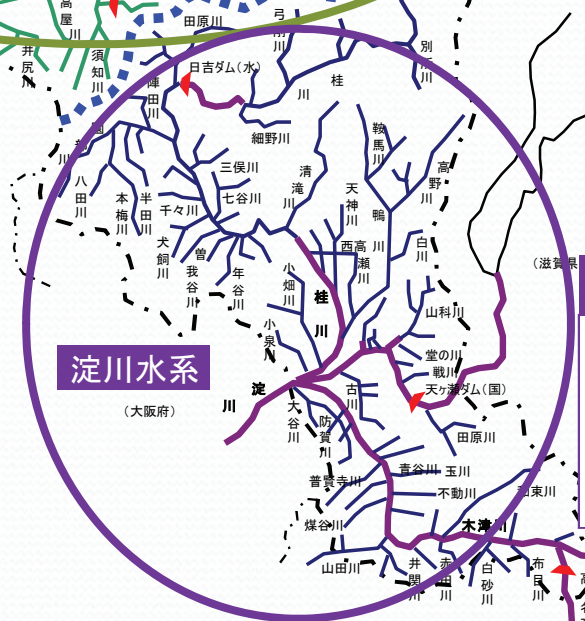 高屋川
井尻川
須知川
田原川
弓削川
別所川
日吉ダム(水)
陣田川
桂川
園部川
細野川
鞍馬川
三俣川
清滝川
高野川
八田川
本梅川
半田川
千々川
七谷川
天神川
鴨川
犬飼川
曽我谷川
年谷川
西高瀬川
白川
(滋賀県
小畑川
桂川
小泉川
山科川
堂の川
戦川
天ヶ瀬ダム(国)
淀川水系
(大阪府)
淀川
大谷川
古川
防賀川
田原川
青谷川
玉川
普賢寺川
不動川
和束川
煤谷川
木津川
山田川
井関川
赤田川
白砂川
布目川